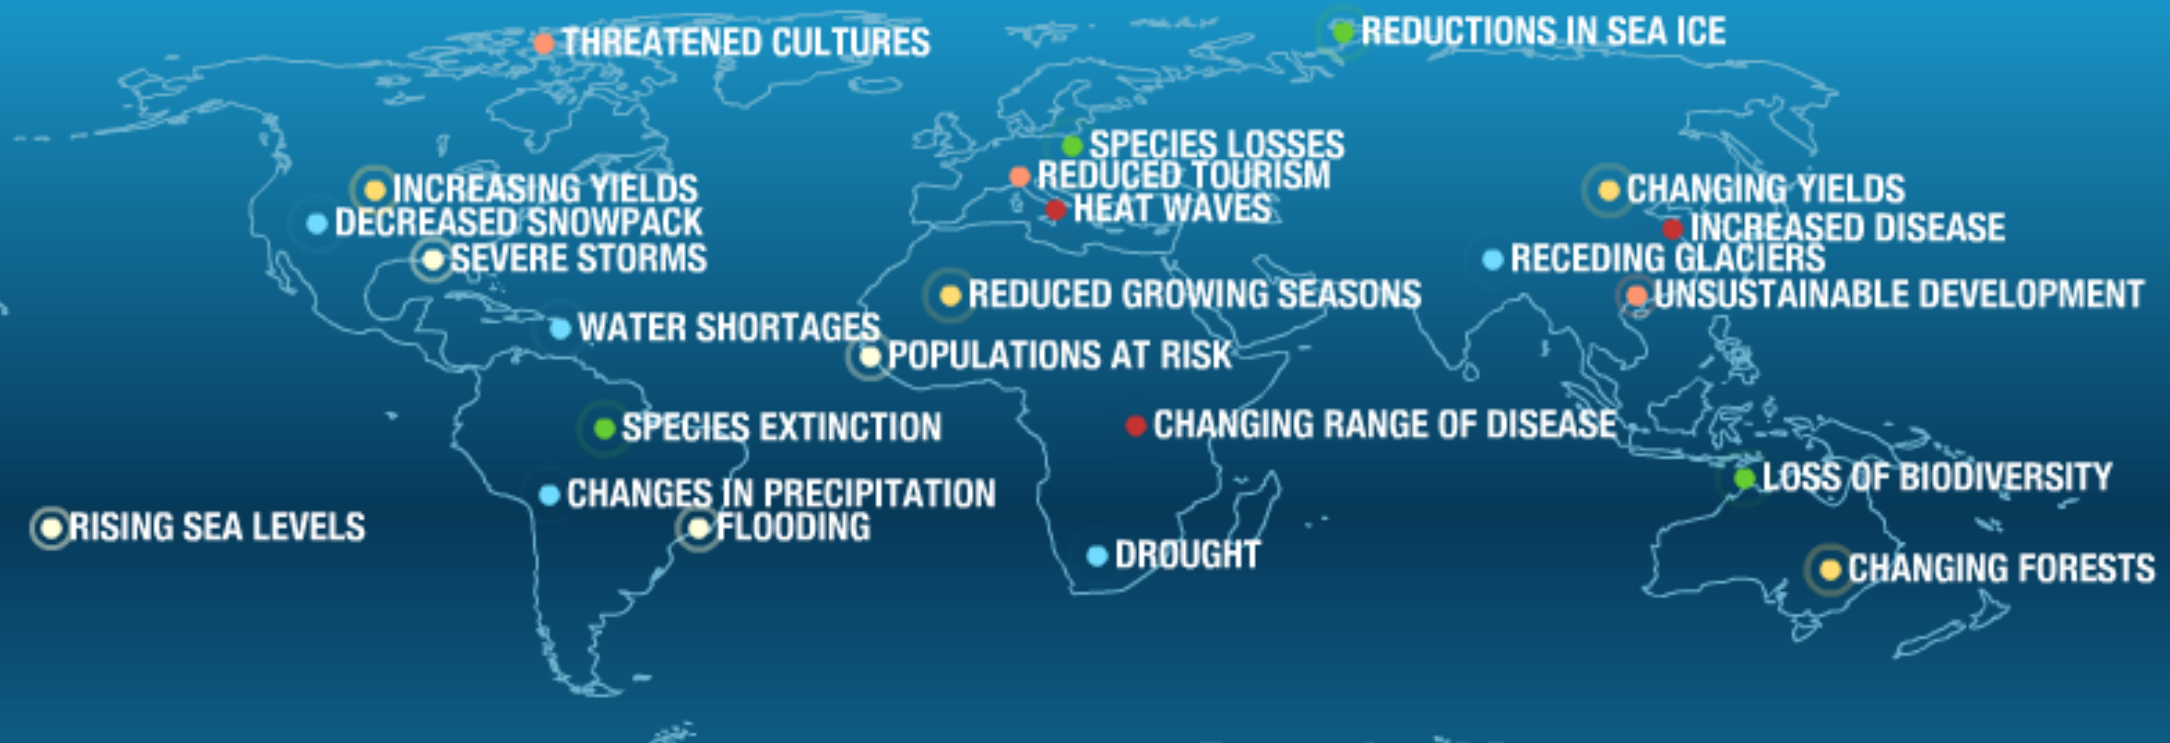 REDUCTIONS IN SEA ICE
THREATENED CULTURES
SPECIES LOSSES
REDUCED TOURISM
INCREASING YIELDS
CHANGING YIELDS
HEAT WAVES
DECREASED SNOWPACK
INCREASED DISEASE
SEVERE STORMS
RECEDING GLACIERS
REDUCED GROWING SEASONS
UNSUSTAINABLE DEVELOPMENT
WATER SHORTAGES
POPULATIONS AT RISK
SPECIES EXTINCTION
CHANGING RANGE OF DISEASE
LOSS OF BIODIVERSITY
CHANGES IN PRECIPITATION
RISING SEA LEVELS
FLOODING
DROUGHT
CHANGING FORESTS